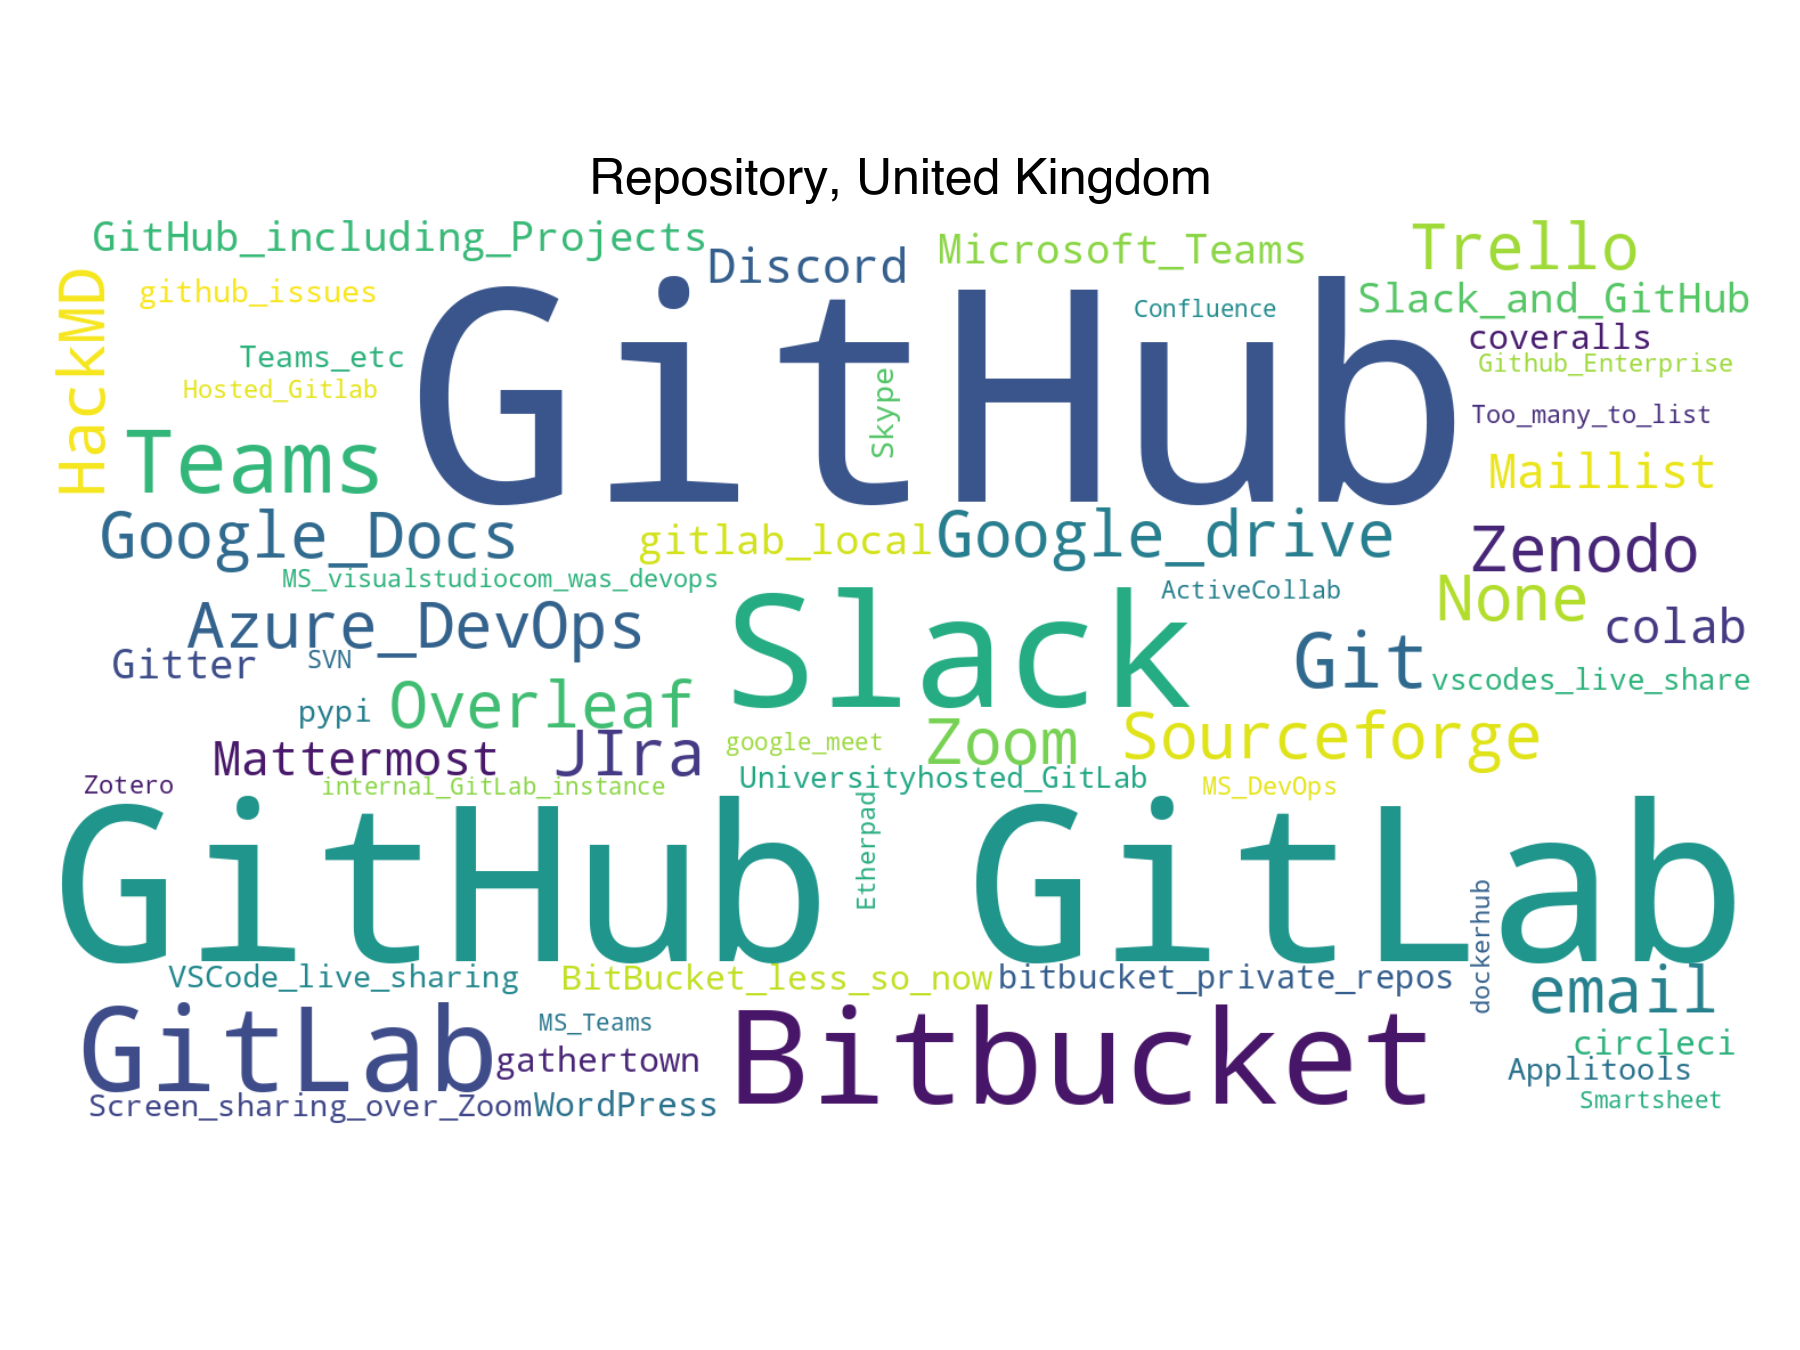 Repository, United Kingdom
GitHub_including_Projects
Discord
Microsoft_Teams
Trello
HackMD
github_issues
GitHub
Confluence
Slack_and_GitHub
coveralls
Teams_etc
Github_Enterprise
Hosted_Gitlab
Skype
Too_many_to_list
Teams
Maillist
Google_Docs
gitlab_local
Google_drive
Zenodo
MS_visualstudiocom_was_devops
ActiveCollab
None
Azure_DevOps
Slack
colab
Gitter
SVN
Git
vscodes_live_share
pypi
Overleaf
Mattermost
JIra
google_meet
Zoom
Sourceforge
Zotero
internal_GitLab_instance
Universityhosted_GitLab
MS_DevOps
GitHub
Etherpad
GitLab
dockerhub
VSCode_live_sharing
BitBucket_less_so_now
bitbucket_private_repos
email
GitLab
MS_Teams
gathertown
Bitbucket
circleci
Applitools
Screen_sharing_over_Zoom
WordPress
Smartsheet